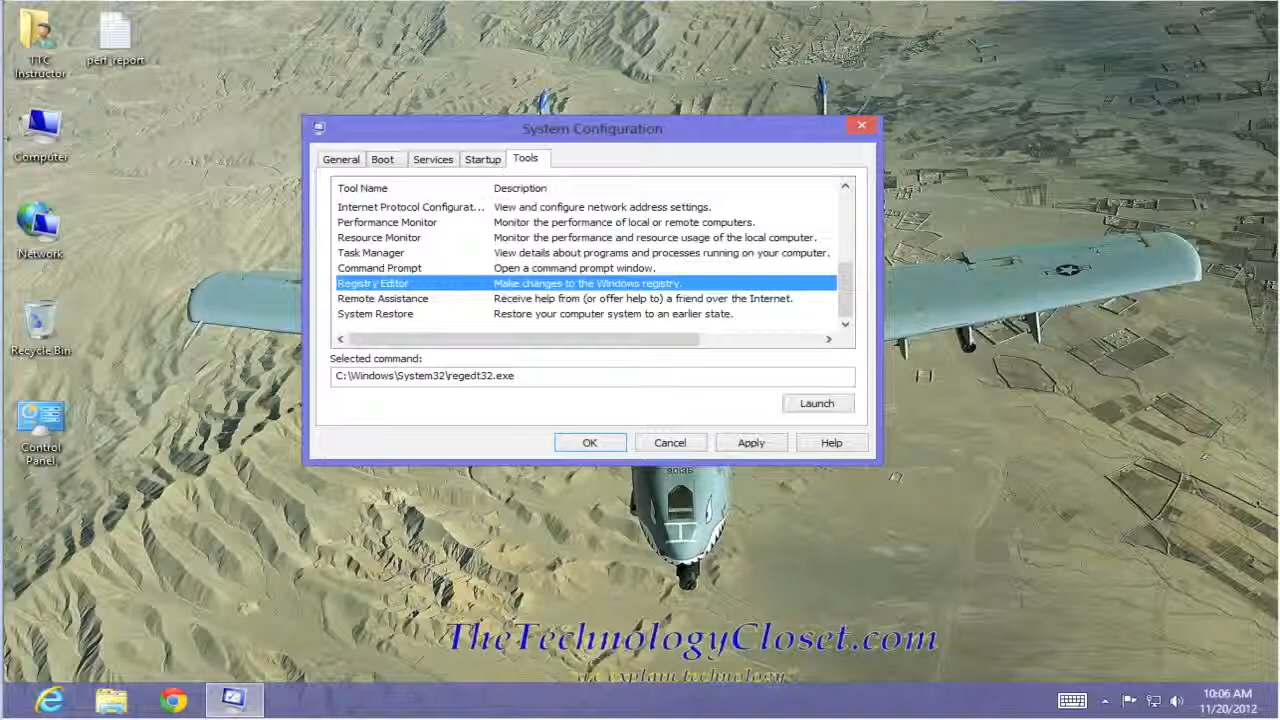 TTC
Instructor
perf_report
Computer
Network
Recycle Bin
Control
Panel
System Configuration
General Boot Services Startup Tools
Tool Name Description
Internet Protocol Configurat... View and configure network address settings.
Performance Monitor Monitor the performance of local or remote computers.
Resource Monitor Monitor the performance and resource usage of the local computer.
Task Manager View details about programs and processes running on your computer.
Command Prompt Open a command prompt window.
Registry Editor Make changes to the Windows registry.
Remote Assistance Receive help from (or offer help to) a friend over the Internet.
System Restore Restore your computer system to an earlier state.
Selected command:
C:\Windows\System32\regedt32.exe
Launch
OK Cancel Apply Help
TheTechnologyCloset.com
explain technology
10:06 AM
11/20/2012